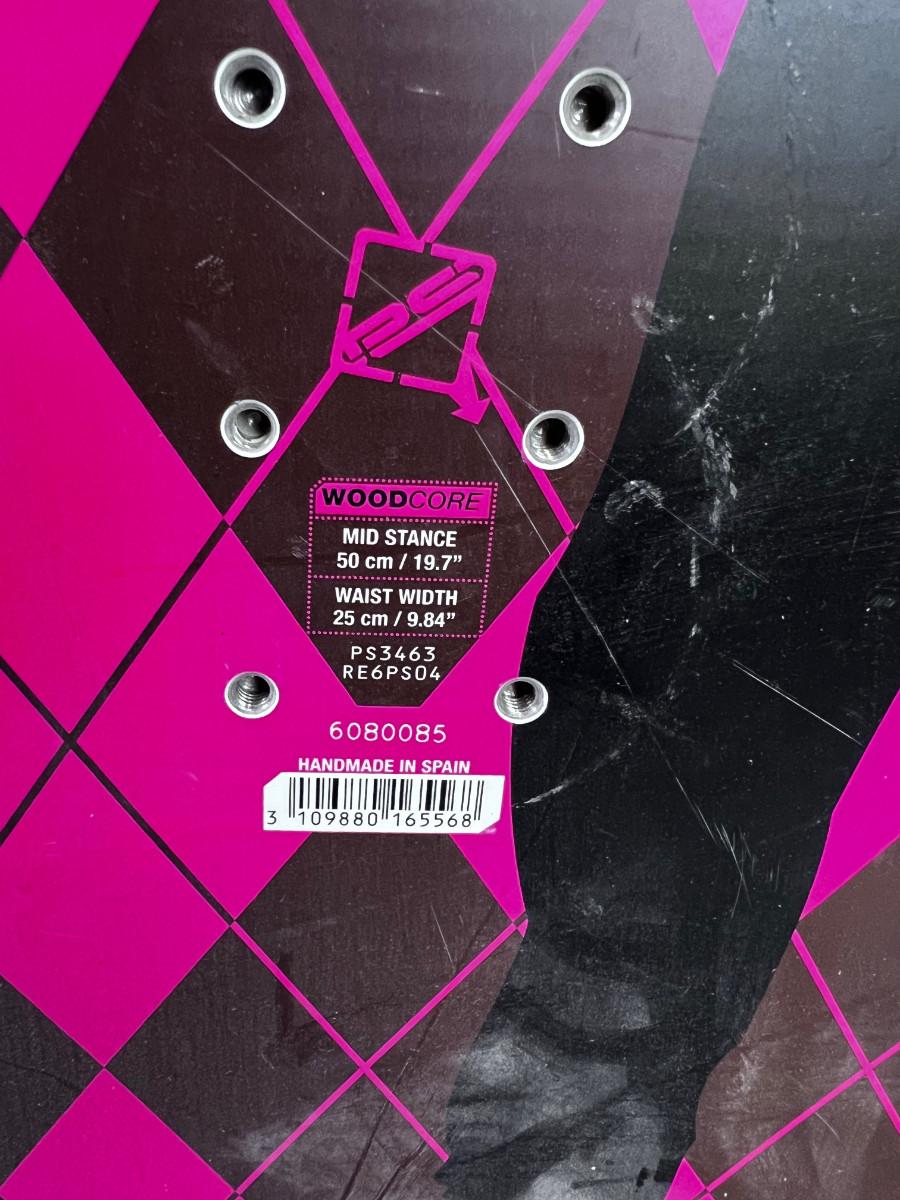 WOODCORE
MID STANCE
50 cm / 19.7”
WAIST WIDTH
25 cm / 9.84”
PS3463
RE6PS04
6080085
HANDMADE IN SPAIN
3 109880 165568